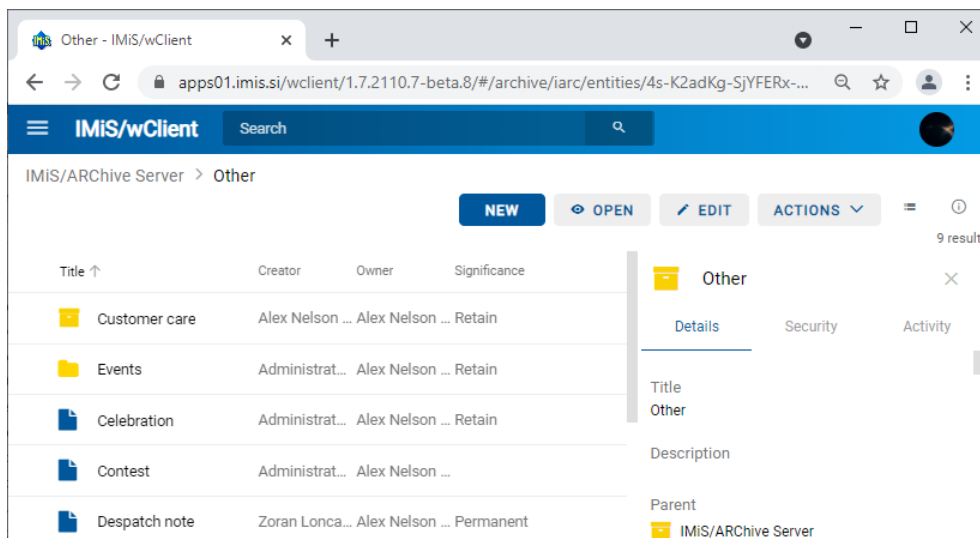 Other - IMiS/wClient
apps01.imis.si/wclient/1.7.2110.7-beta.8/#/archive/iarc/entities/4s-K2adKg-SjYFERx-...
IMiS/wClient Search
IMiS/ARChive Server > Other
NEW OPEN EDIT ACTIONS
9 result
Title Creator Owner Significance
Other
Customer care Alex Nelson ... Alex Nelson ... Retain
Details Security Activity
Events Administrat... Alex Nelson ... Retain
Title
Other
Celebration Administrat... Alex Nelson ... Retain
Description
Contest Administrat... Alex Nelson ...
Parent
IMiS/ARChive Server
Despatch note Zoran Lonca... Alex Nelson ... Permanent